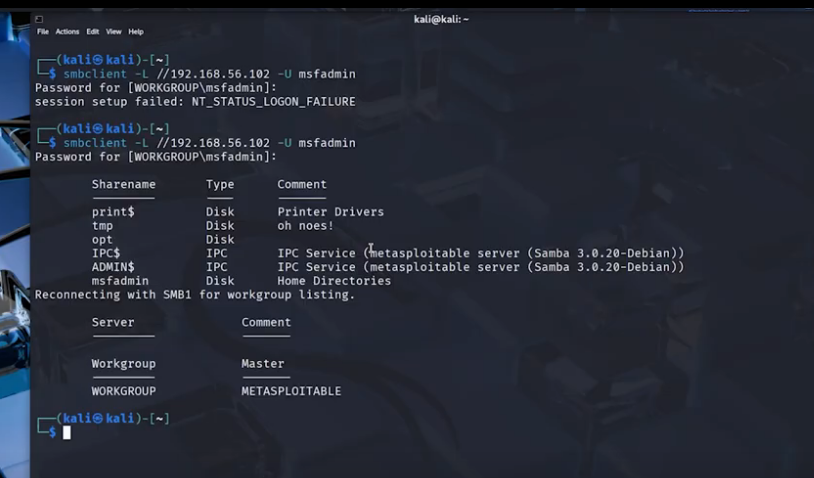 kali@kali: ~
File Actions Edit View Help
┌──(kali㉿kali)-[~]
└─$ smbclient -L //192.168.56.102 -U msfadmin
Password for [WORKGROUP\msfadmin]:
session setup failed: NT_STATUS_LOGON_FAILURE
┌──(kali㉿kali)-[~]
└─$ smbclient -L //192.168.56.102 -U msfadmin
Password for [WORKGROUP\msfadmin]:
Sharename Type Comment
print$ Disk Printer Drivers
tmp Disk oh noes!
opt Disk
IPC$ IPC IPC Service (metasploitable server (Samba 3.0.20-Debian))
ADMIN$ IPC IPC Service (metasploitable server (Samba 3.0.20-Debian))
msfadmin Disk Home Directories
Reconnecting with SMB1 for workgroup listing.
Server Comment
Workgroup Master
WORKGROUP METASPLOITABLE
┌──(kali㉿kali)-[~]
└─$